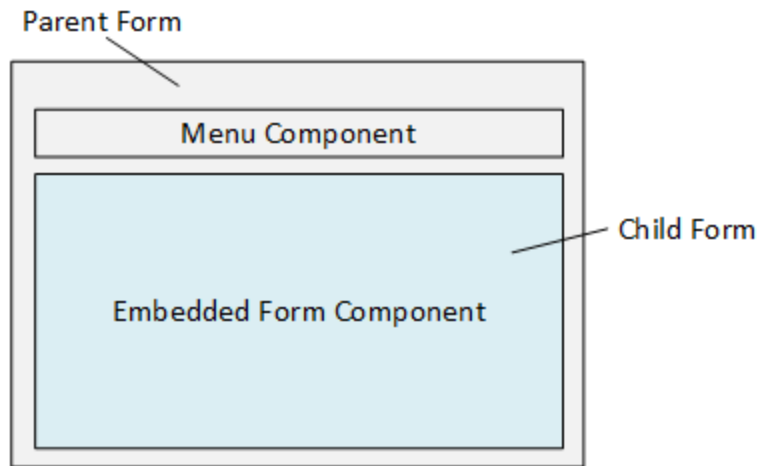 Parent Form
Menu Component
Child Form
Embedded Form Component